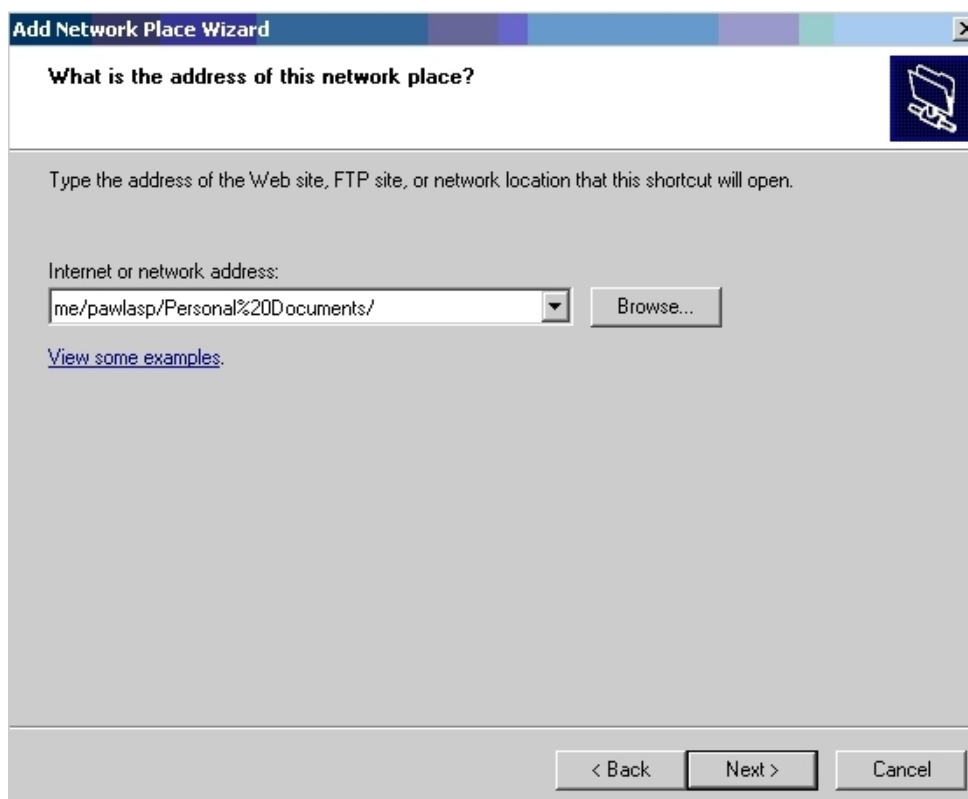 Add Network Place Wizard
What is the address of this network place?
Type the address of the Web site, FTP site, or network location that this shortcut will open.
Internet or network address:
me/pawlasp/Personal%20Documents/
Browse...
View some examples.
< Back
Next >
Cancel